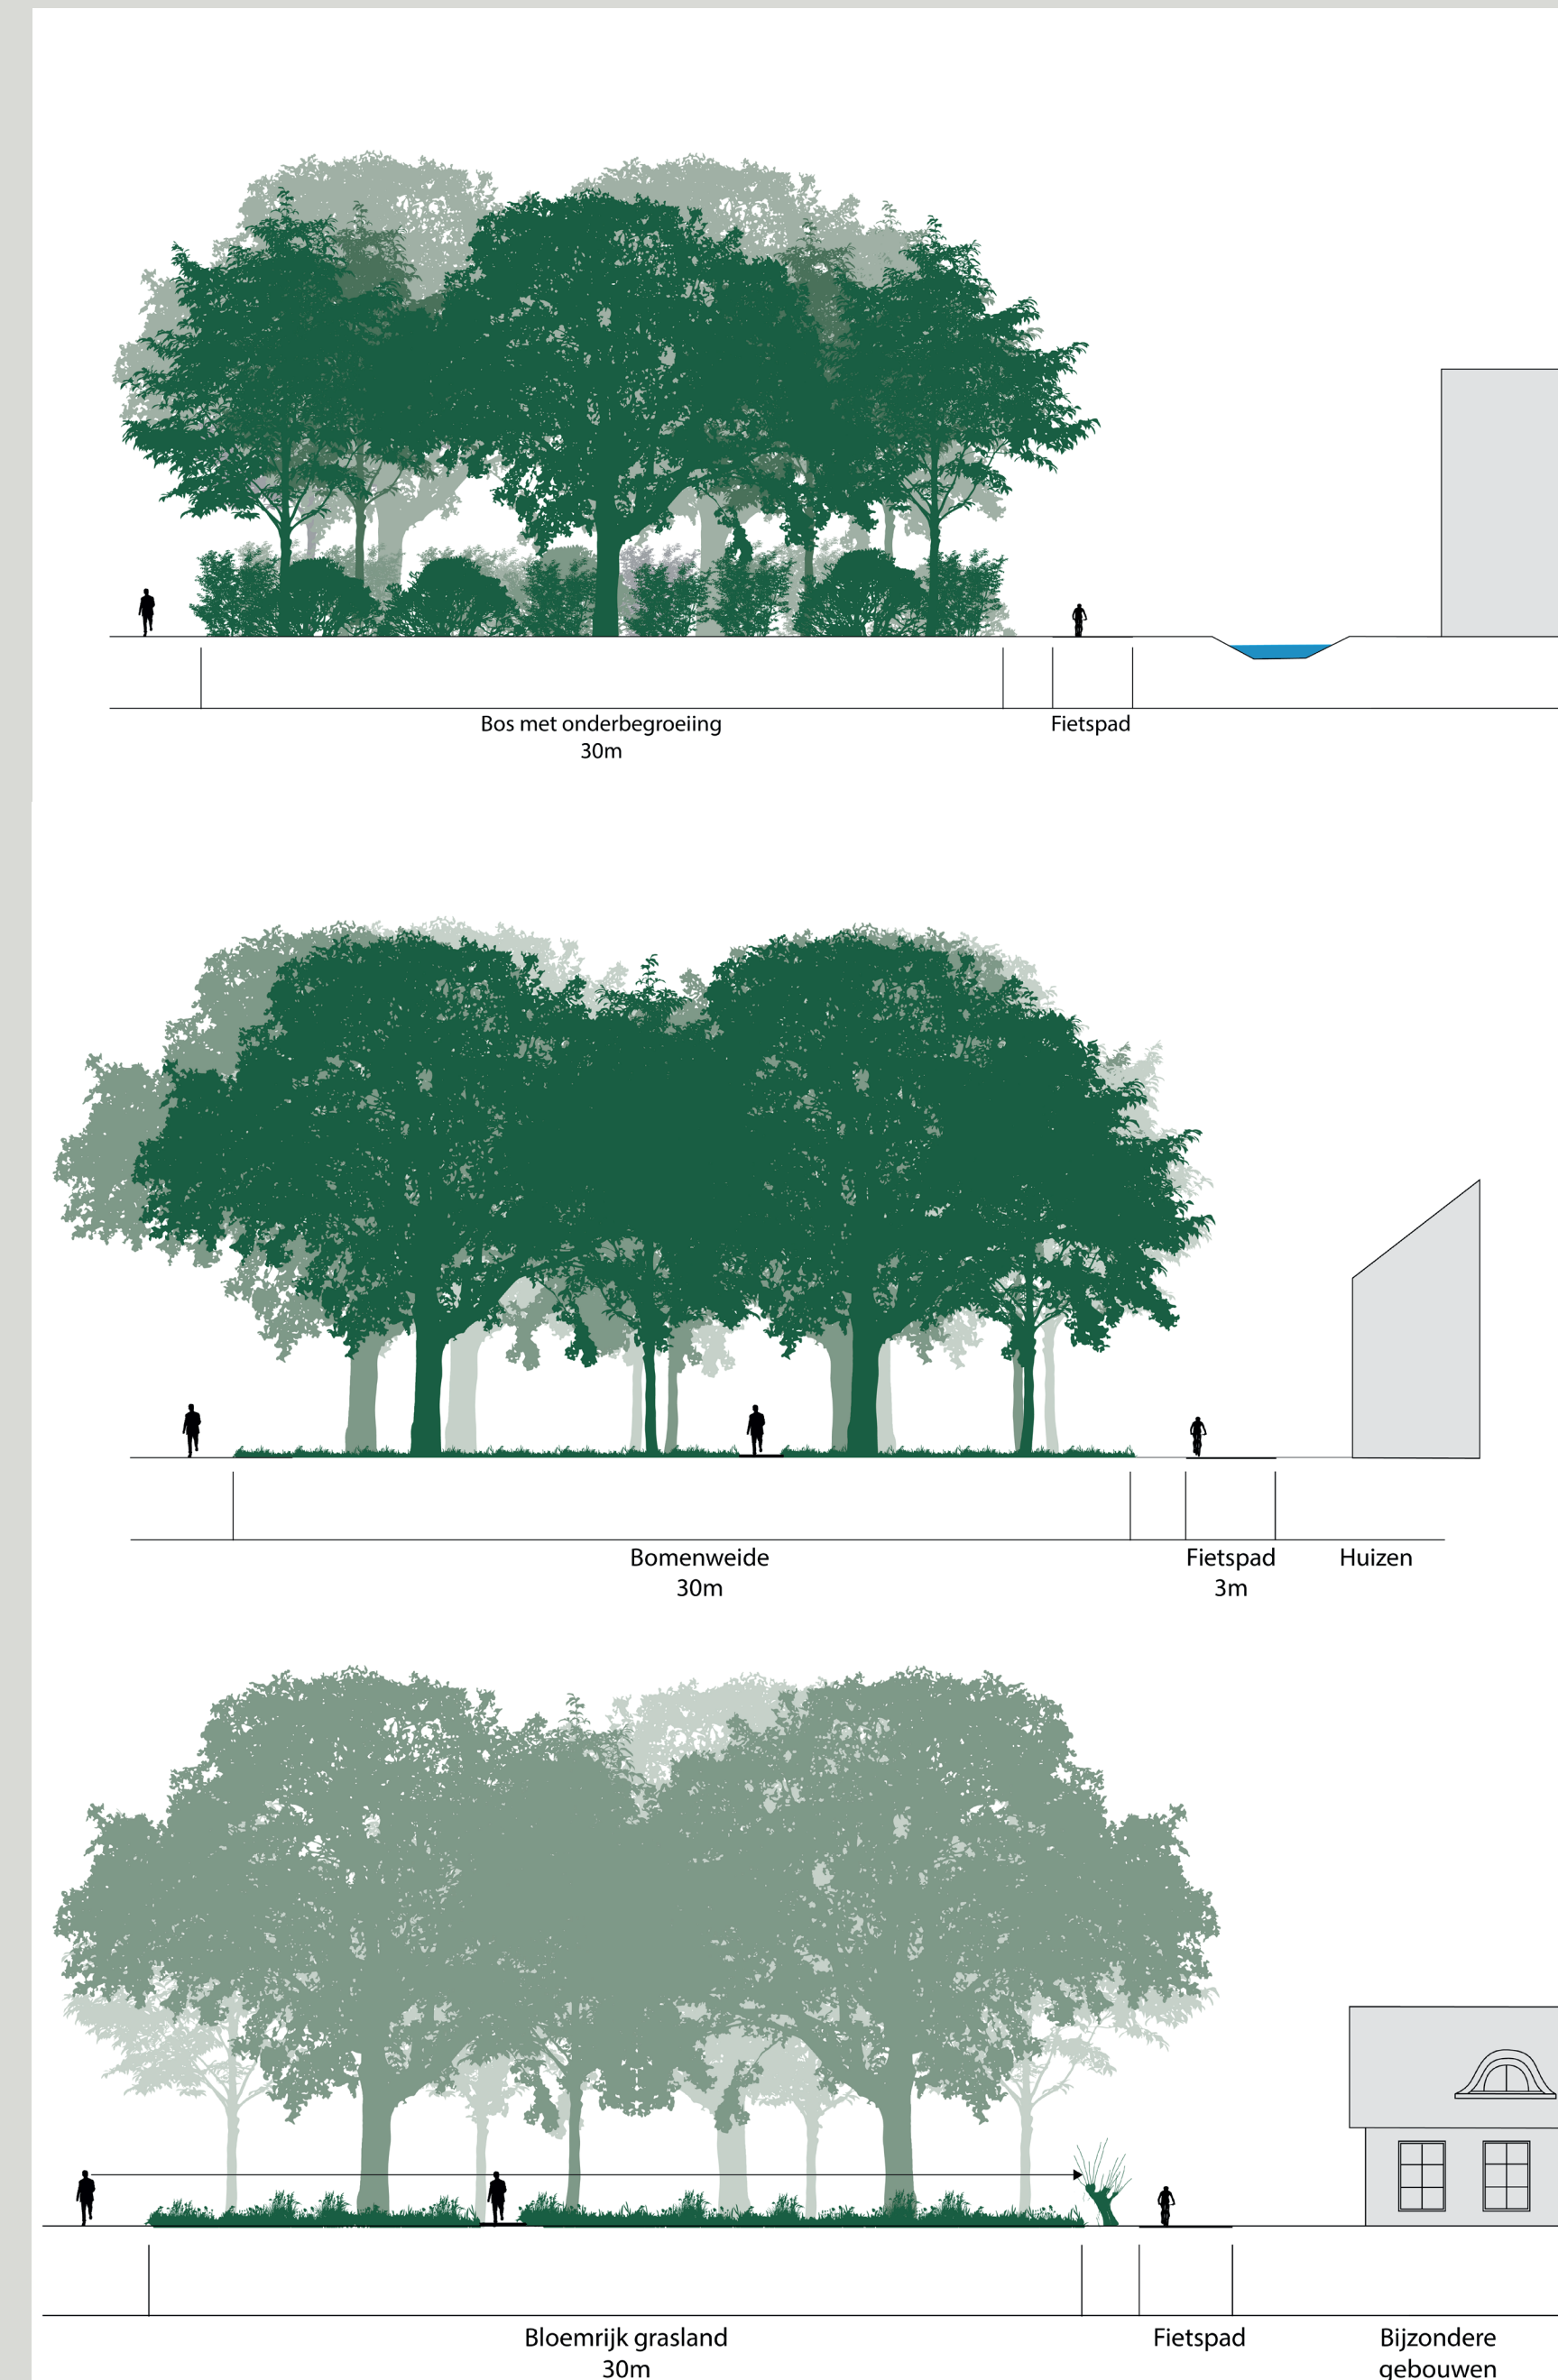 Bos met onderbegroeiing
30m
Fietspad
Bomenweide
30m
Fietspad
3m
Huizen
Bloemrijk grasland
30m
Fietspad
Bijzondere
gebouwen